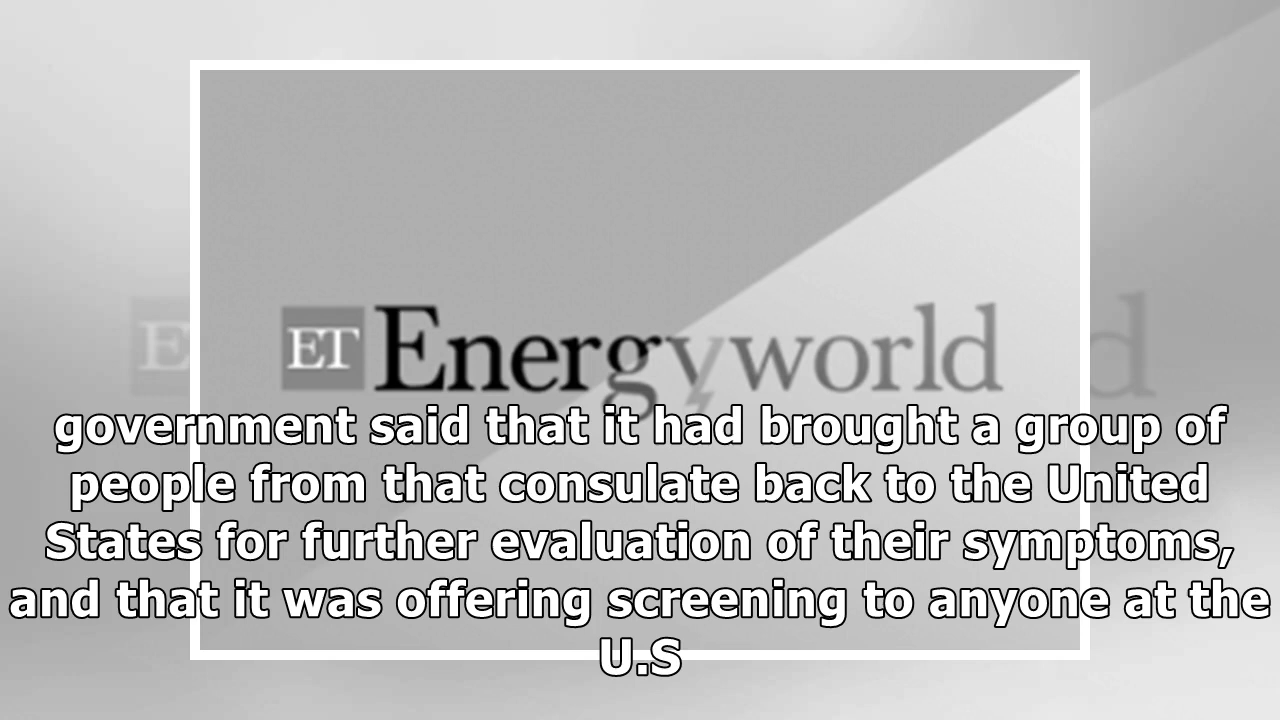 ET Energyworld
E
d
government said that it had brought a group of
people from that consulate back to the United
States for further evaluation of their symptoms,
and that it was offering screening to anyone at the
U.S